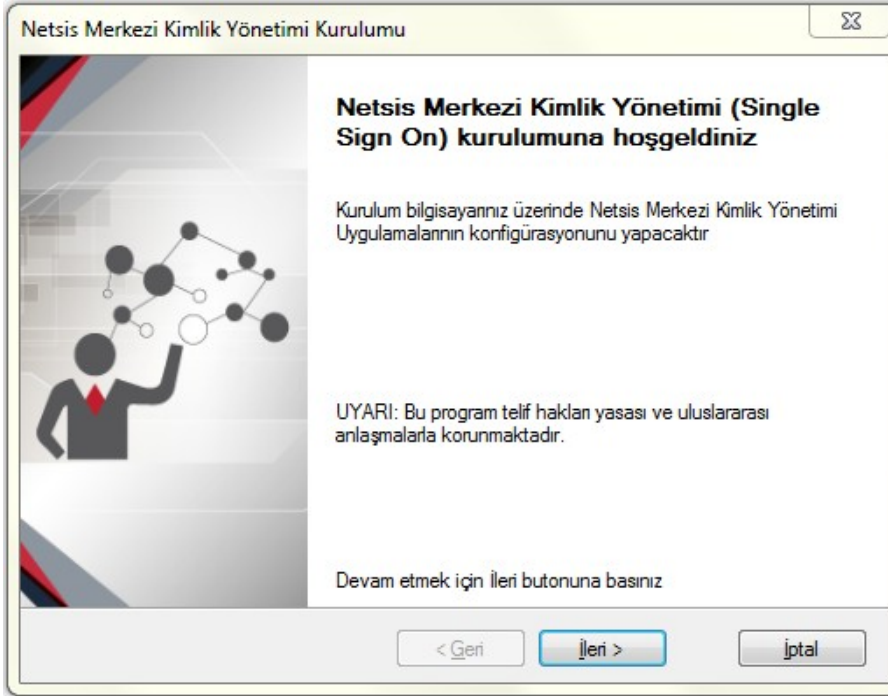 Netsis Merkezi Kimlik Yönetimi Kurulumu
Netsis Merkezi Kimlik Yönetimi (Single
Sign On) kurulumuna hoşgeldiniz
Kurulum bilgisayarınız üzerinde Netsis Merkezi Kimlik Yönetimi
Uygulamalarının konfigürasyonunu yapacaktır
UYARI: Bu program telif hakları yasası ve uluslararası
anlaşmalarla korunmaktadır.
Devam etmek için İleri butonuna basınız
< Geri
İleri >
İptal